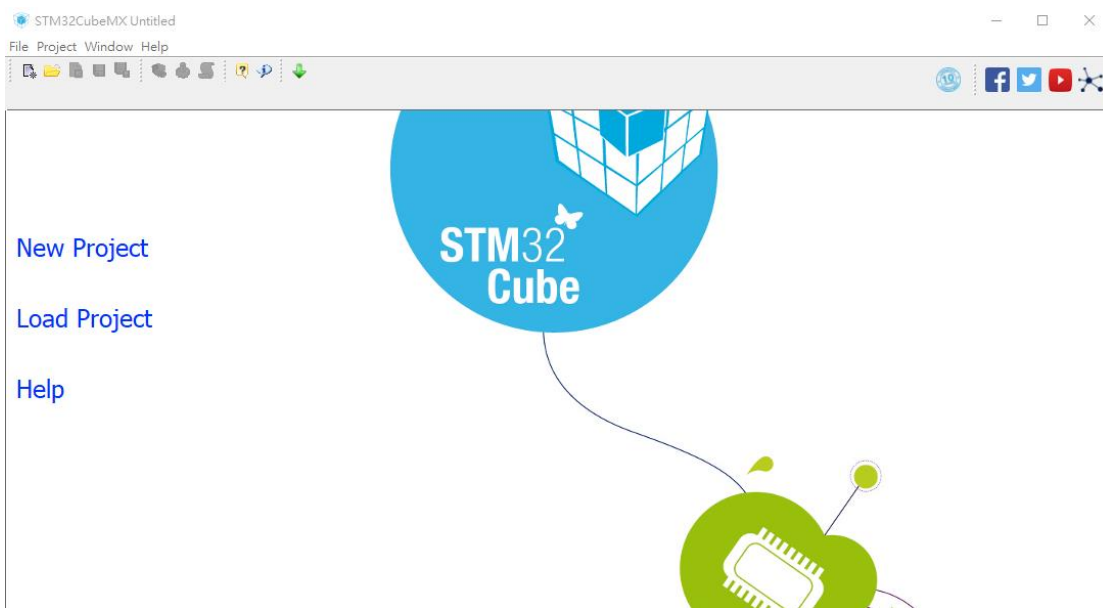 STM32CubeMX Untitled
File Project Window Help
STM32
Cube
New Project
Load Project
Help